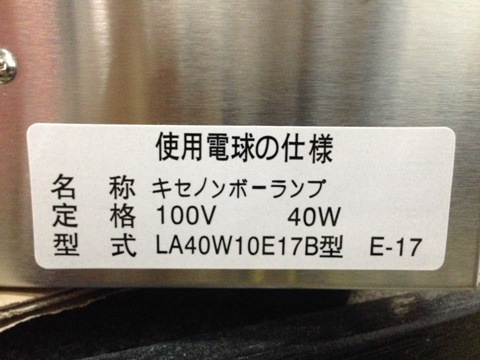 使用電球の仕様
名 称 キセノンボーランプ
定 格 100V 40W
型 式 LA40W10E17B型 E-17